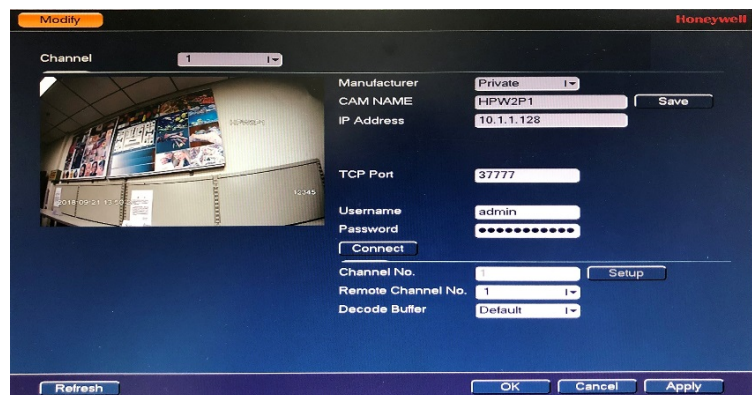 Modify
Honeywell
Channel 1
Manufacturer Private
CAM NAME HPW2P1 Save
IP Address 10.1.1.128
12345
TCP Port 37777
Username admin
Password
Connect
Channel No. 1 Setup
Remote Channel No. 1
Decode Buffer Default
Refresh OK Cancel Apply